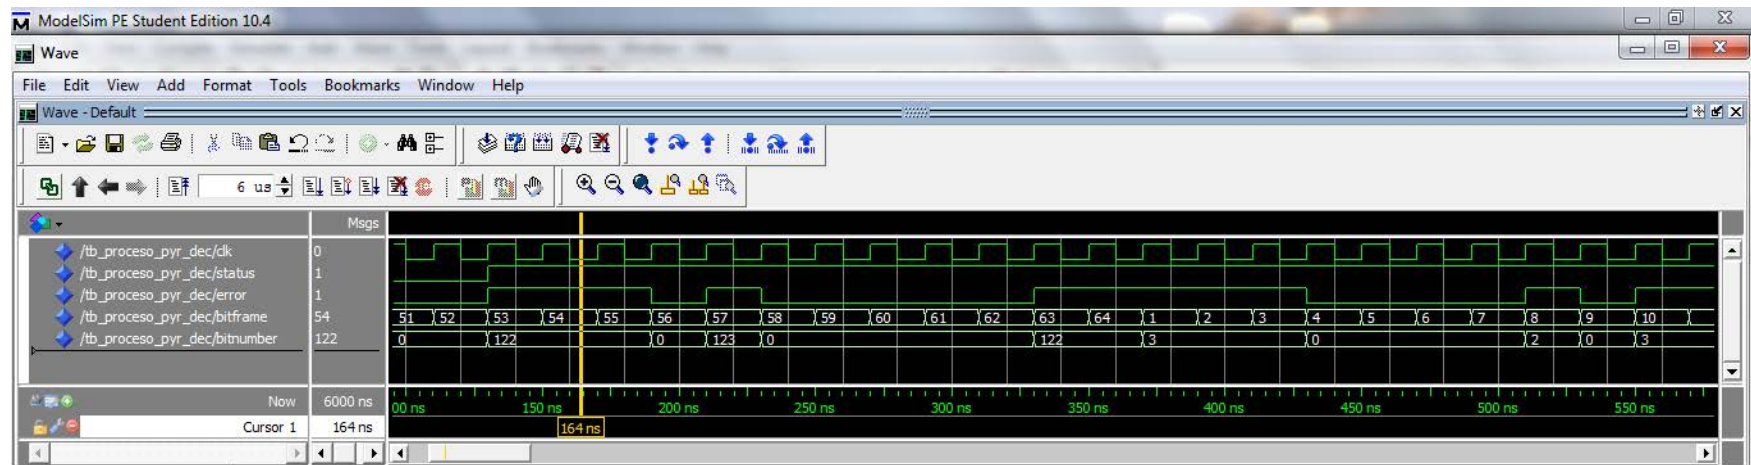 ModelSim PE Student Edition 10.4
Wave
File Edit View Add Format Tools Bookmarks Window Help
Wave - Default
6 us
Msgs
/tb_proceso_pyr_dec/clk 0
/tb_proceso_pyr_dec/status 1
/tb_proceso_pyr_dec/error 1
/tb_proceso_pyr_dec/bitframe 54 51 52 53 54 55 56 57 58 59 60 61 62 63 64 1 2 3 4 5 6 7 8 9 10
/tb_proceso_pyr_dec/bitnumber 122 0 122 0 123 0 122 3 0 2 0 3
Now 6000 ns 00 ns 150 ns 200 ns 250 ns 300 ns 350 ns 400 ns 450 ns 500 ns 550 ns
Cursor 1 164 ns 164 ns